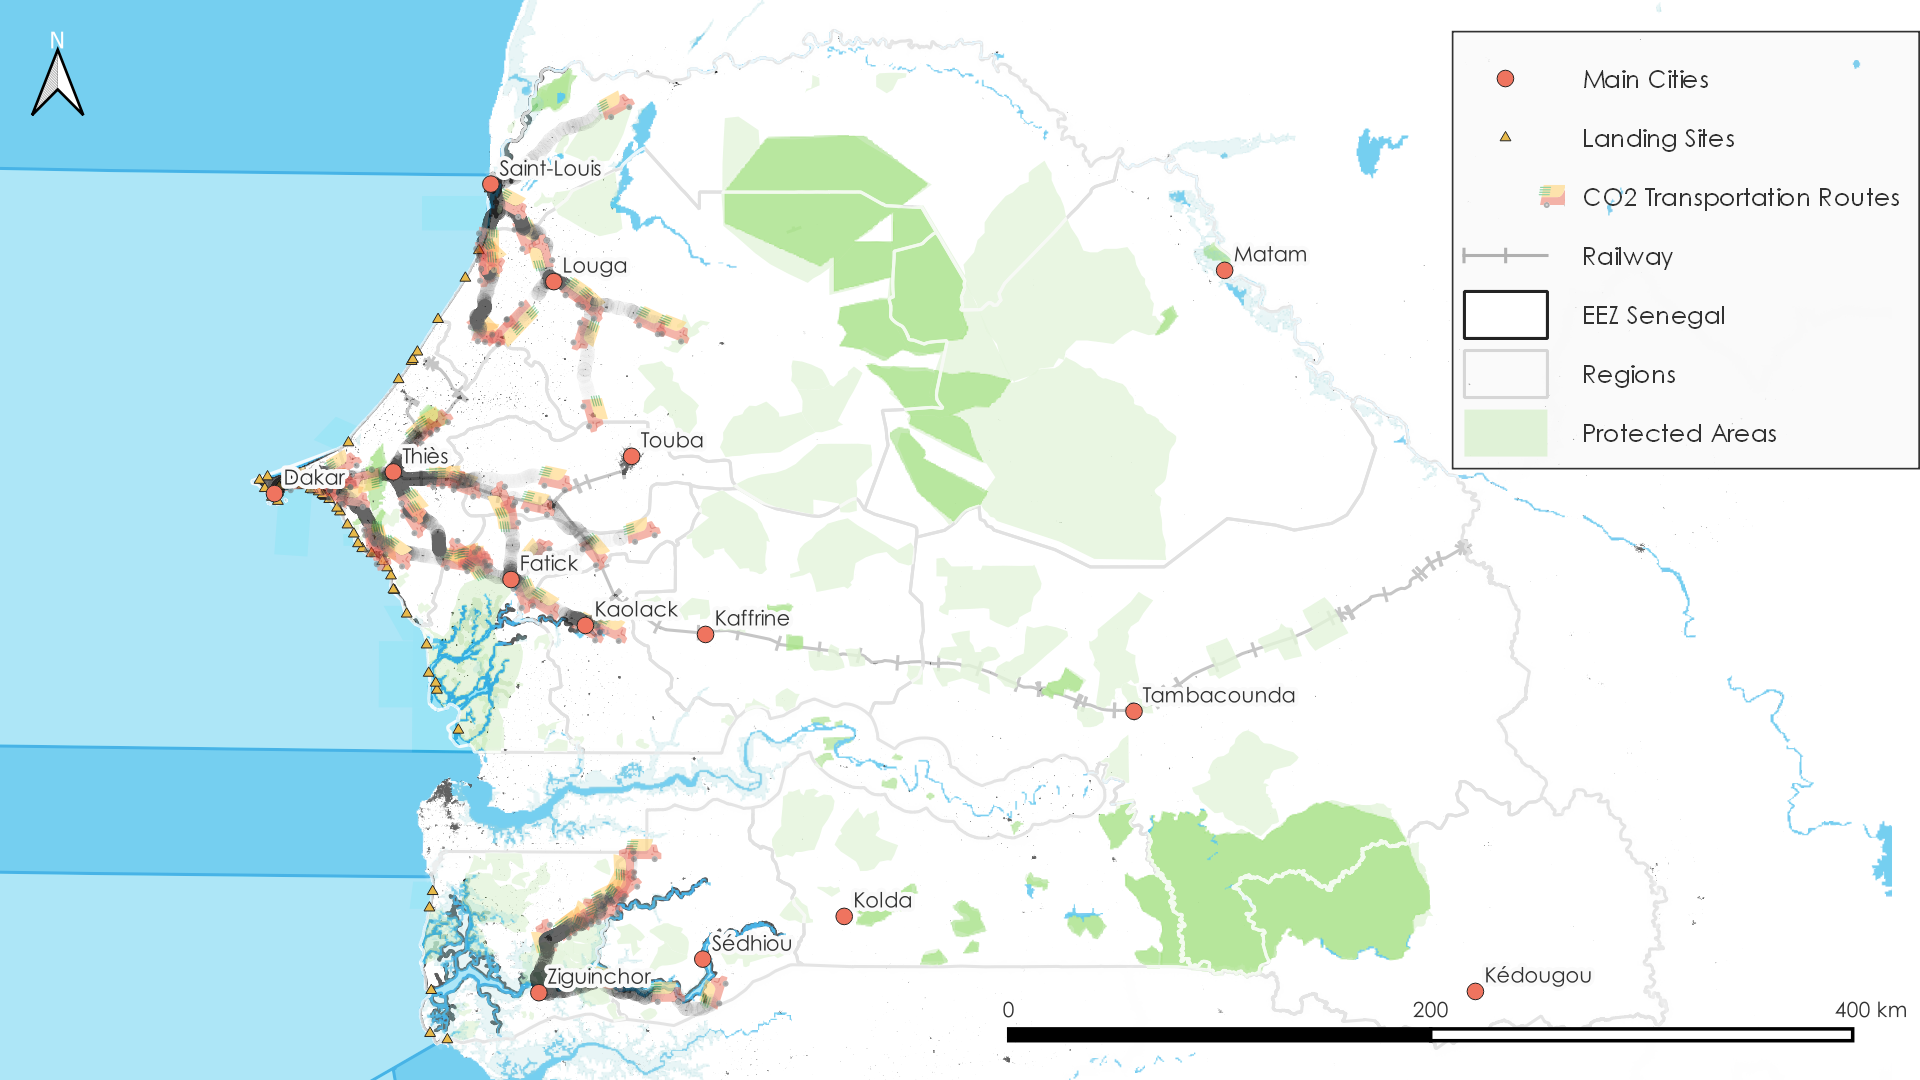 N
Main Cities
Landing Sites
CO2 Transportation Routes
Railway
EEZ Senegal
Regions
Protected Areas
Saint-Louis
Louga
Matam
Touba
Thiès
Dakar
Fatick
Kaolack
Kaffrine
Tambacounda
Kolda
Sédhiou
Ziguinchor
Kédougou
0 200 400 km